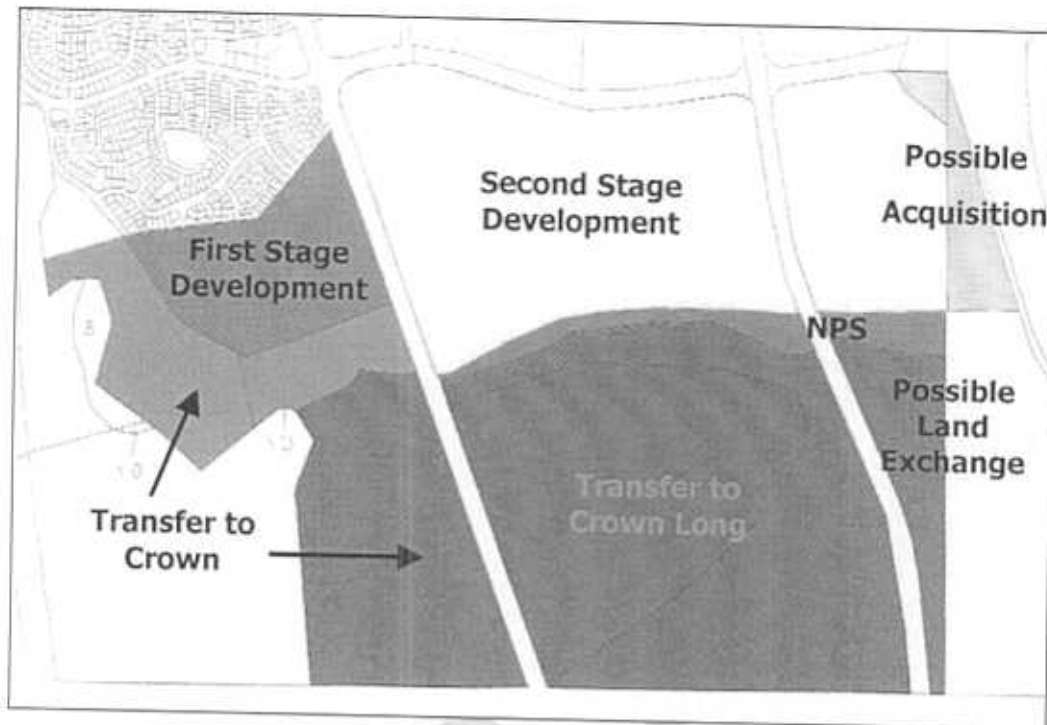 Possible
Acquisition
Second Stage
Development
First Stage
Development
NPS
Possible
Land
Exchange
Transfer to
Crown Long
Transfer to
Crown